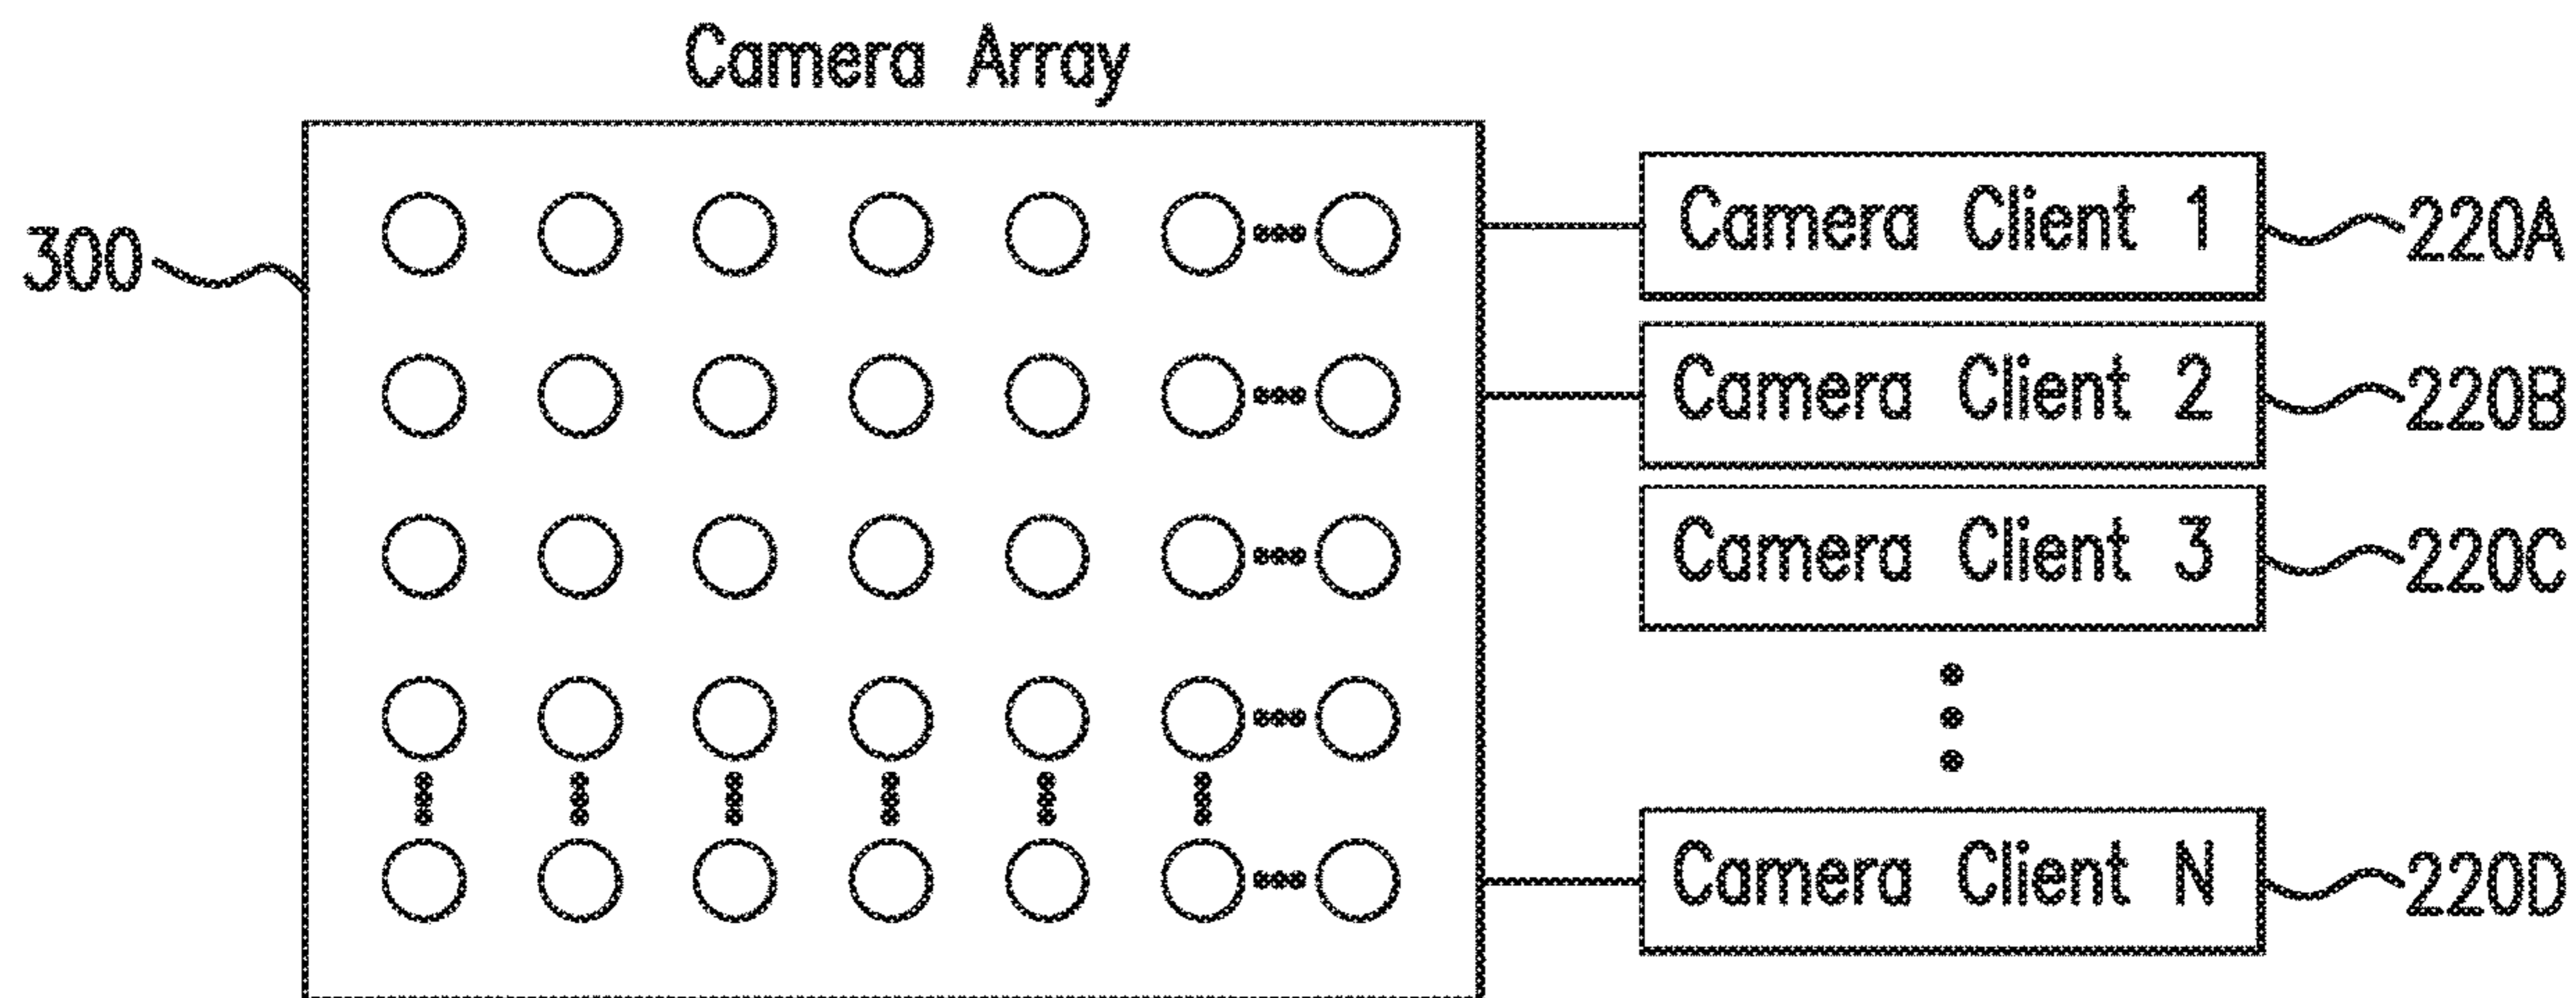 Camera Array
300
Camera Client 1
220A
Camera Client 2
220B
Camera Client 3
220C
Camera Client N
220D